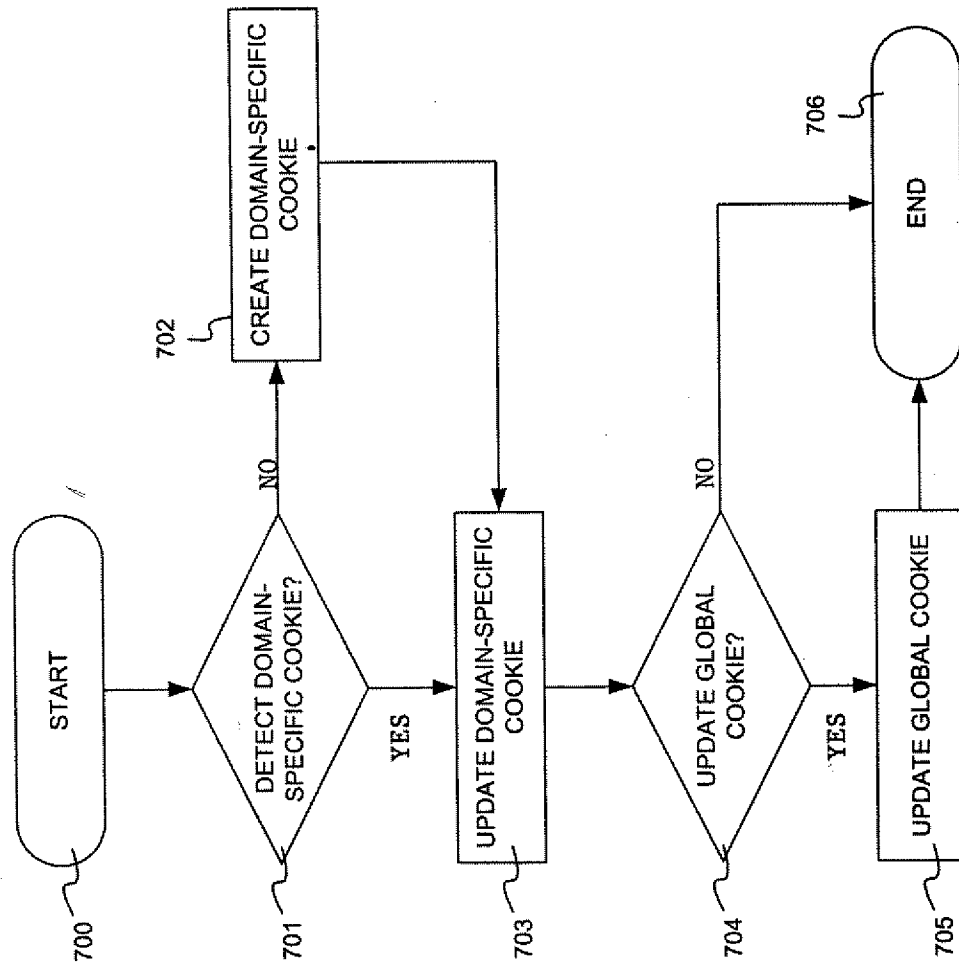 700
START
701
DETECT DOMAIN-
SPECIFIC COOKIE?
NO
702
CREATE DOMAIN-SPECIFIC
COOKIE
YES
703
UPDATE DOMAIN-SPECIFIC
COOKIE
704
UPDATE GLOBAL
COOKIE?
NO
YES
705
UPDATE GLOBAL COOKIE
706
END